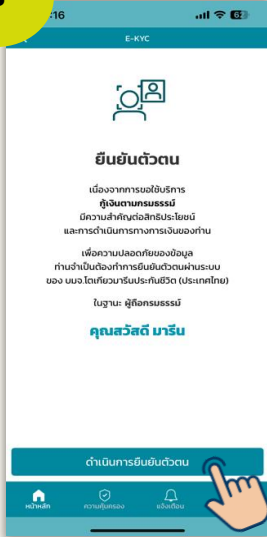 :16
E-KYC
ยืนยันตัวตน
เนื่องจากการขอใช้บริการ
กู้เงินตามกรมธรรม์
มีความสำคัญต่อสิทธิประโยชน์
และการดำเนินการทางการเงินของท่าน
เพื่อความปลอดภัยของข้อมูล
ท่านจำเป็นต้องทำการยืนยันตัวตนผ่านระบบ
ของ บมจ.โตเกียวมารีนประกันชีวิต (ประเทศไทย)
ในฐานะ ผู้ถือกรมธรรม์
คุณสวัสดี มารีน
ดำเนินการยืนยันตัวตน
หน้าหลัก ความคุ้มครอง แจ้งเตือน